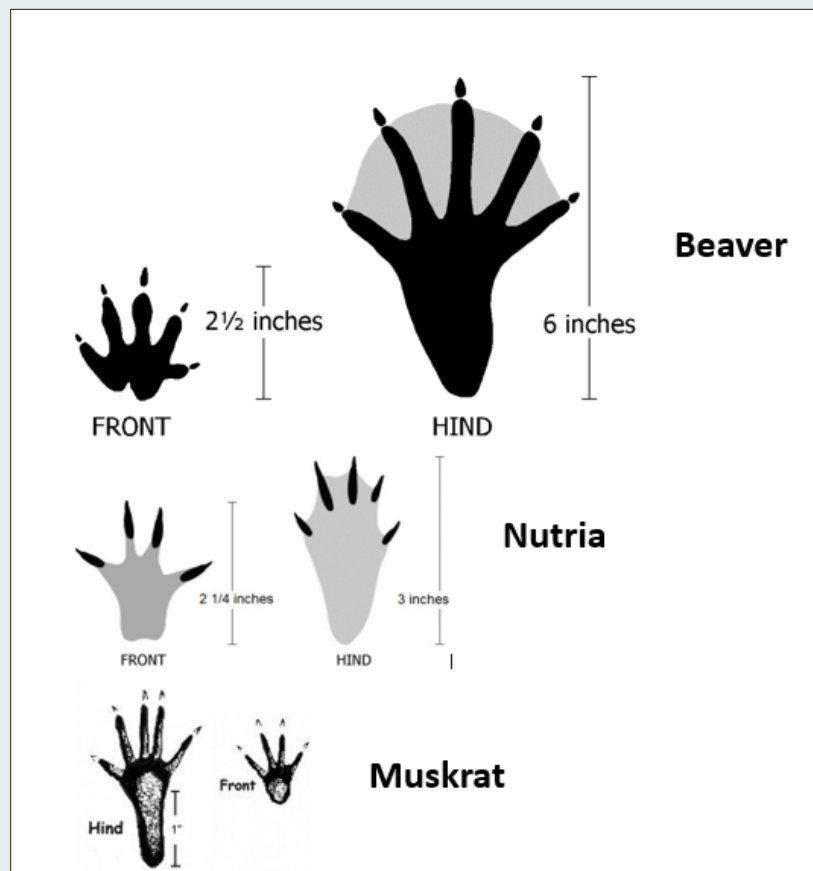 Beaver
2½ inches
6 inches
FRONT
HIND
Nutria
2 1/4 inches
3 inches
FRONT
HIND
Muskrat
Front
Hind
1"